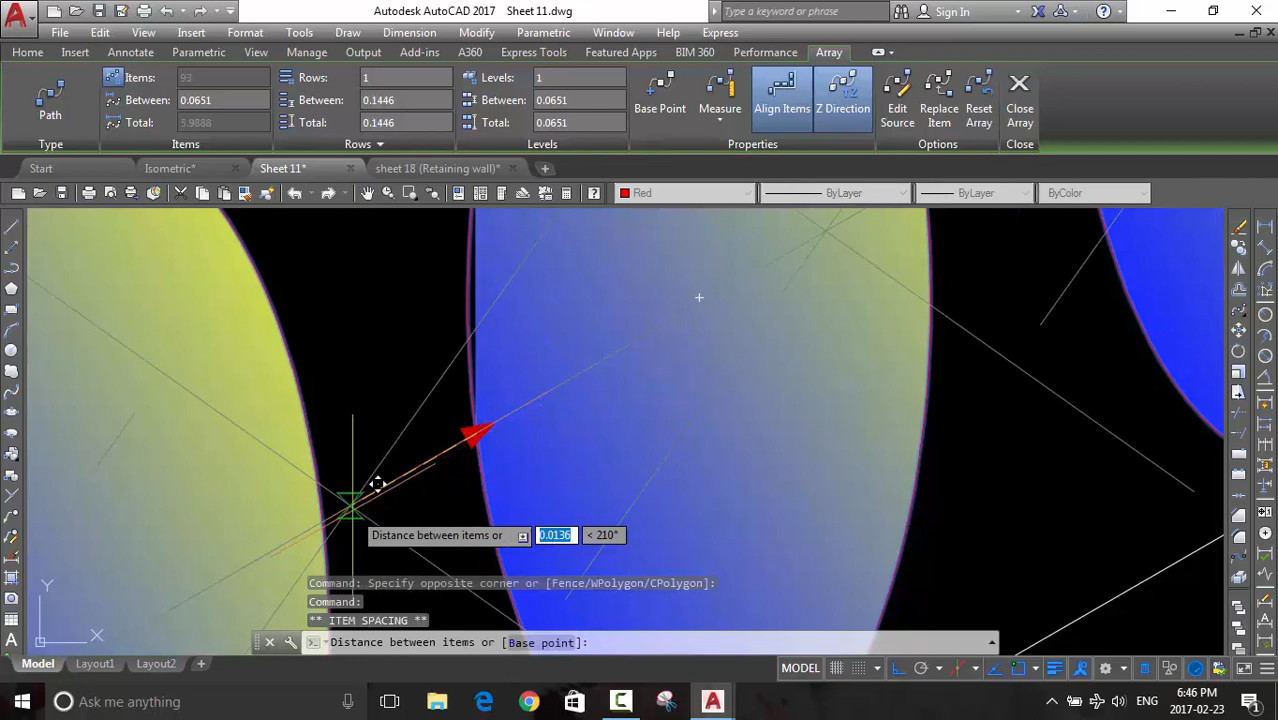 Autodesk AutoCAD 2017 Sheet 11.dwg Type a keyword or phrase Sign In
File Edit View Insert Format Tools Draw Dimension Modify Parametric Window Help Express
Home Insert Annotate Parametric View Manage Output Add-ins A360 Express Tools Featured Apps BIM 360 Performance Array
Items: 93 Rows: 1 Levels: 1
Between: 0.0651 Between: 0.1446 Between: 0.0651
Path Base Point Measure Align Items Z Direction Edit Source Replace Item Reset Array Close Array
Total: 5.9888 Total: 0.1446 Total: 0.0651
Type Items Rows Levels Properties Options Close
Start Isometric* Sheet 11* sheet 18 (Retaining wall)*
Red ByLayer ByLayer ByColor
Distance between items or 0.0136 < 210°
Command: Specify opposite corner or [Fence/WPolygon/CPolygon]:
Command:
** ITEM SPACING **
Distance between items or [Base point]:
Y
X
Model Layout1 Layout2 + MODEL
Ask me anything ENG 6:46 PM
2017-02-23